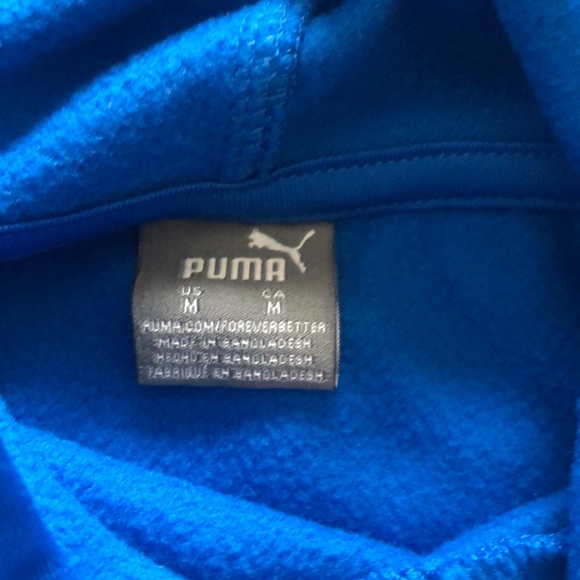 PUMA
US CA
M M
PUMA.COM/FOREVERBETTER
MADE IN BANGLADESH
HECHO EN BANGLADESH
FABRIQUÉ EN BANGLADESH